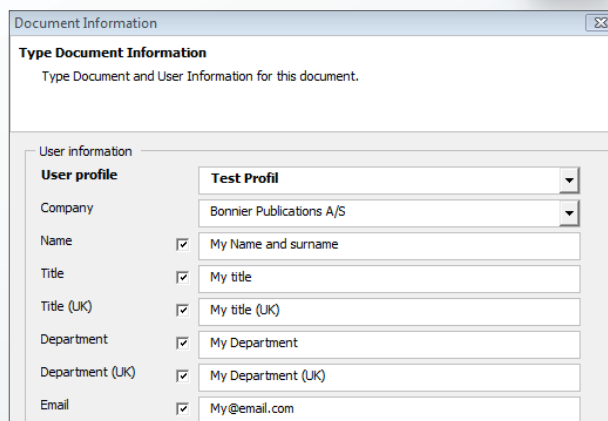 Document Information
Type Document Information
Type Document and User Information for this document.
User information
User profile Test Profil
Company Bonnier Publications A/S
Name My Name and surname
Title My title
Title (UK) My title (UK)
Department My Department
Department (UK) My Department (UK)
Email My@email.com